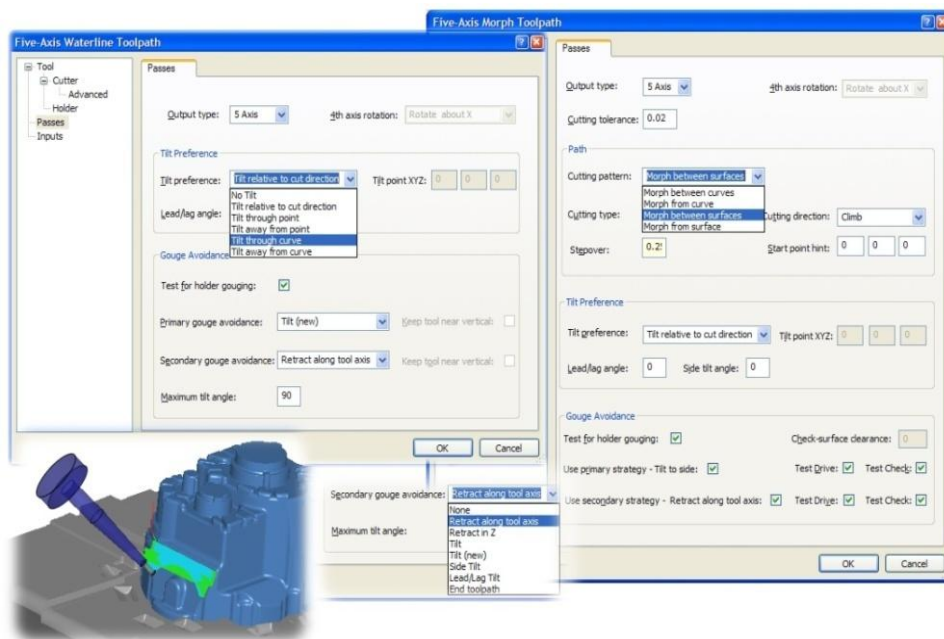 Five-Axis Morph Toolpath
Five-Axis Waterline Toolpath
Tool
Cutter
Advanced
Holder
Passes
Inputs
Passes
Output type: 5 Axis 4th axis rotation: Rotate about X
Tilt Preference
Tilt preference: Tilt relative to cut direction Tilt point XYZ: 0 0 0
No Tilt
Tilt relative to cut direction
Tilt through point
Tilt away from point
Tilt through curve
Tilt away from curve
Lead/lag angle:
Gouge Avoidance
Test for holder gouging:
Primary gouge avoidance: Tilt (new) Keep tool near vertical:
Secondary gouge avoidance: Retract along tool axis Keep tool near vertical:
Maximum tilt angle: 90
OK Cancel
Secondary gouge avoidance: Retract along tool axis
None
Retract along tool axis
Retract in Z
Tilt
Tilt (new)
Side Tilt
Lead/Lag Tilt
End toolpath
Maximum tilt angle:
Passes
Output type: 5 Axis 4th axis rotation: Rotate about X
Cutting tolerance: 0.02
Path
Cutting pattern: Morph between surfaces
Morph between curves
Morph from curve
Morph between surfaces
Morph from surface
Cutting type: Cutting direction: Climb
Stepover: Start point hint: 0 0 0
Tilt Preference
Tilt preference: Tilt relative to cut direction Tilt point XYZ: 0 0 0
Lead/lag angle: 0 Side tilt angle: 0
Gouge Avoidance
Test for holder gouging: Check-surface clearance: 0
Use primary strategy - Tilt to side: Test Drive: Test Check:
Use secondary strategy - Retract along tool axis: Test Drive: Test Check:
OK Cancel